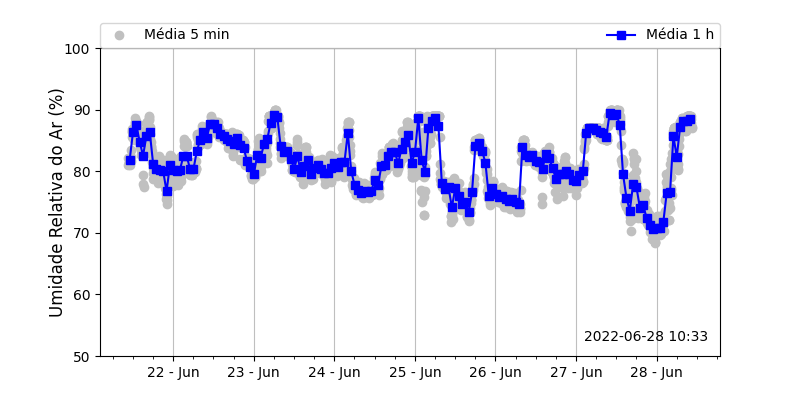 Média 5 min
Média 1 h
Umidade Relativa do Ar (%)
100
90
80
70
60
50
2022-06-28 10:33
22 - Jun
23 - Jun
24 - Jun
25 - Jun
26 - Jun
27 - Jun
28 - Jun